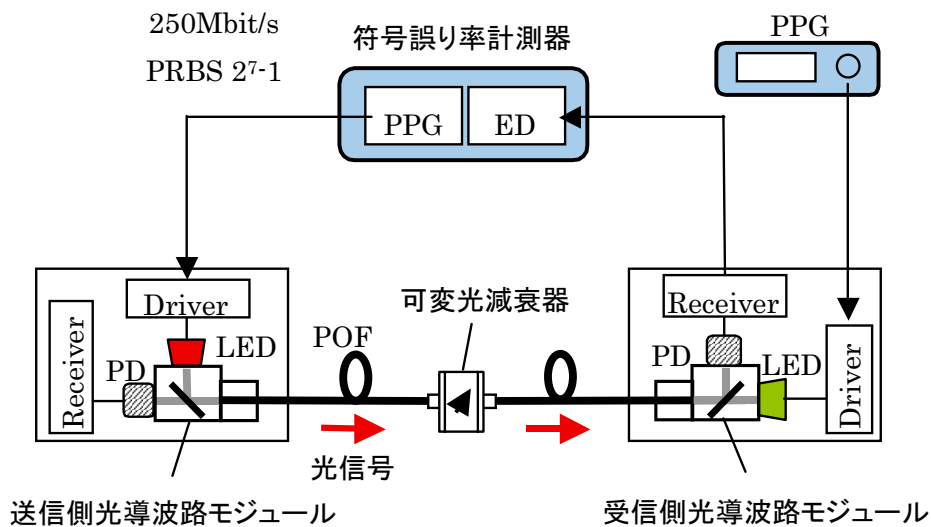 250Mbit/s
PRBS 2⁷⁻1
符号誤り率計測器
PPG
PPG
ED
Driver
Receiver
PD
LED
POF
可変光減衰器
光信号
Receiver
PD
LED
Driver
送信側光導波路モジュール
受信側光導波路モジュール